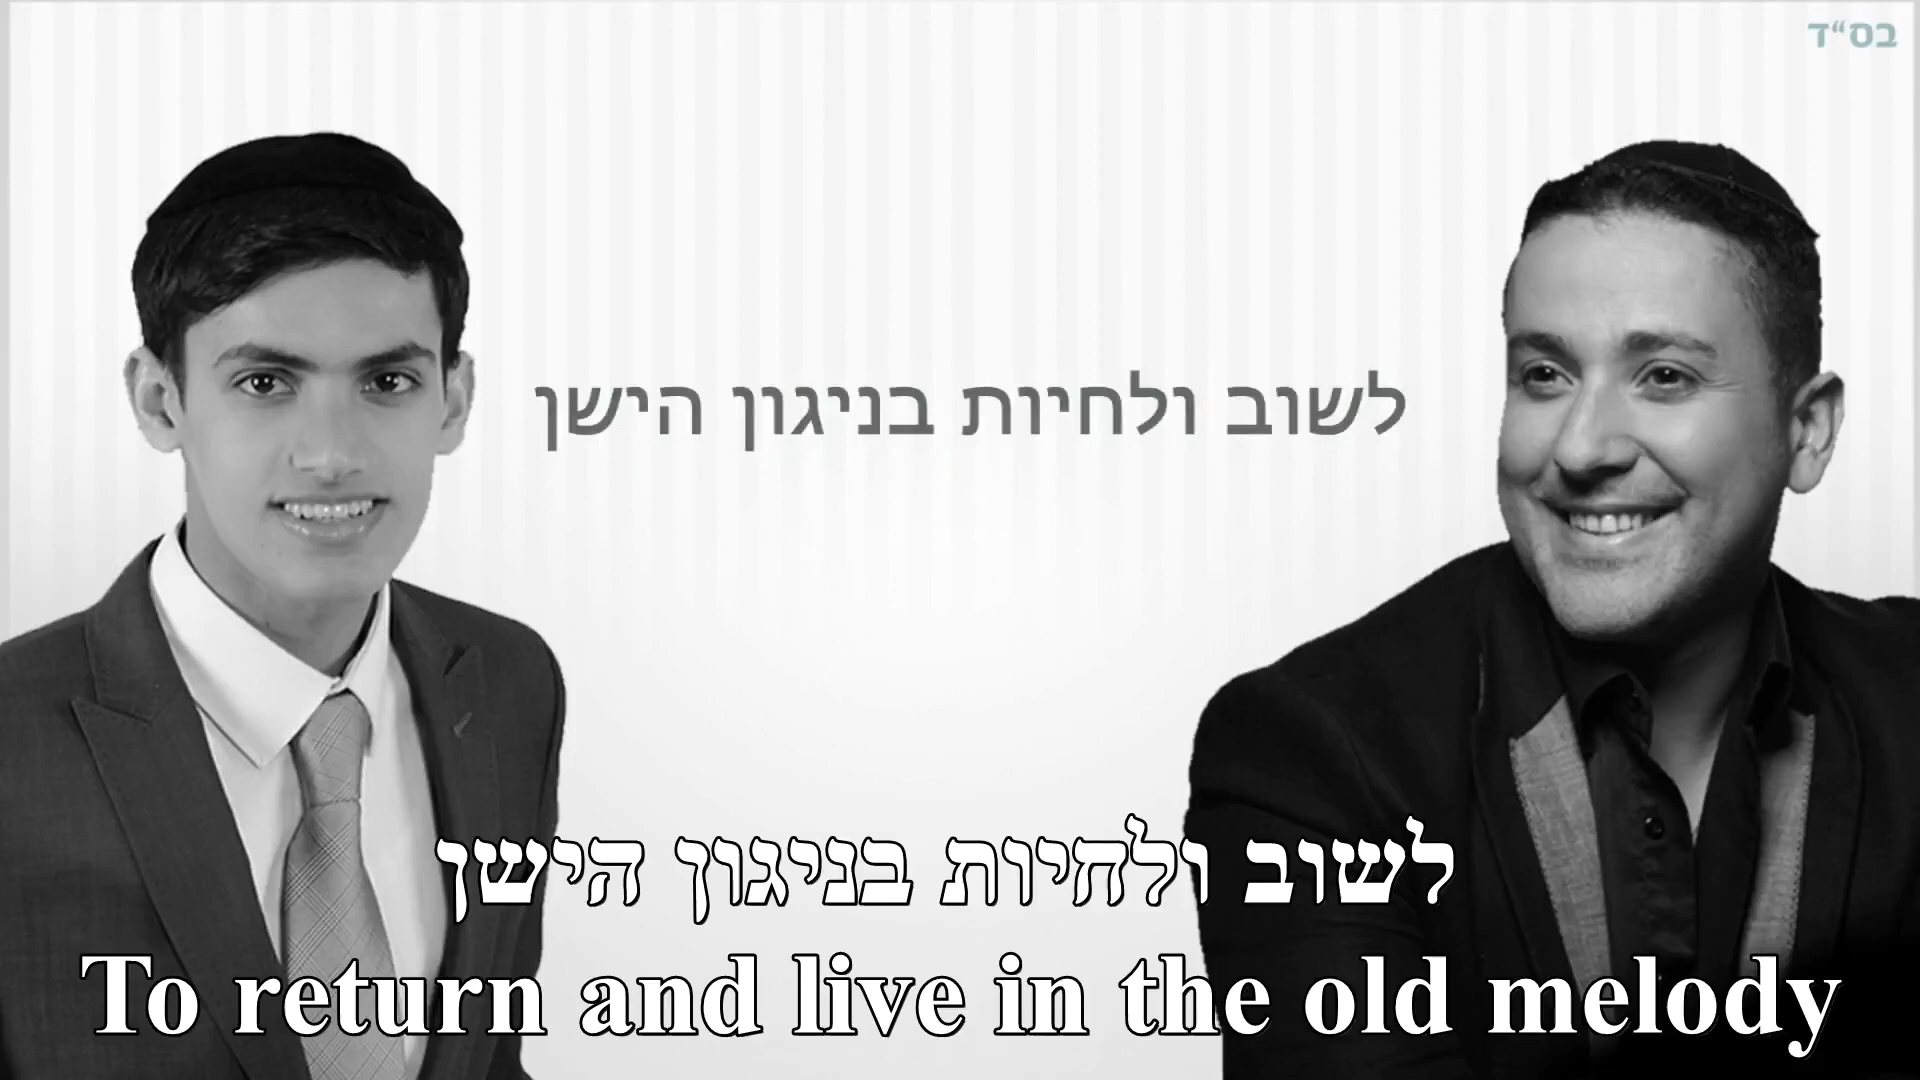 בס"ד
לשוב ולחיות בניגון הישן
לשוב ולחיות בניגון הישן
To return and live in the old melody